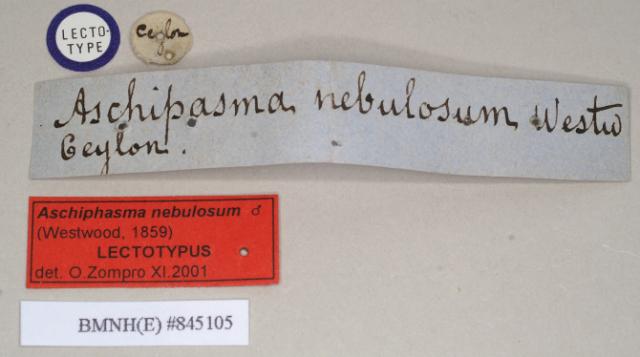 LECTO-
TYPE
Ceylon
Aschipasma nebulosum Westw
Ceylon.
Aschiphasma nebulosum ♂
(Westwood, 1859)
LECTOTYPUS
det. O.Zompro XI.2001
BMNH(E) #845105